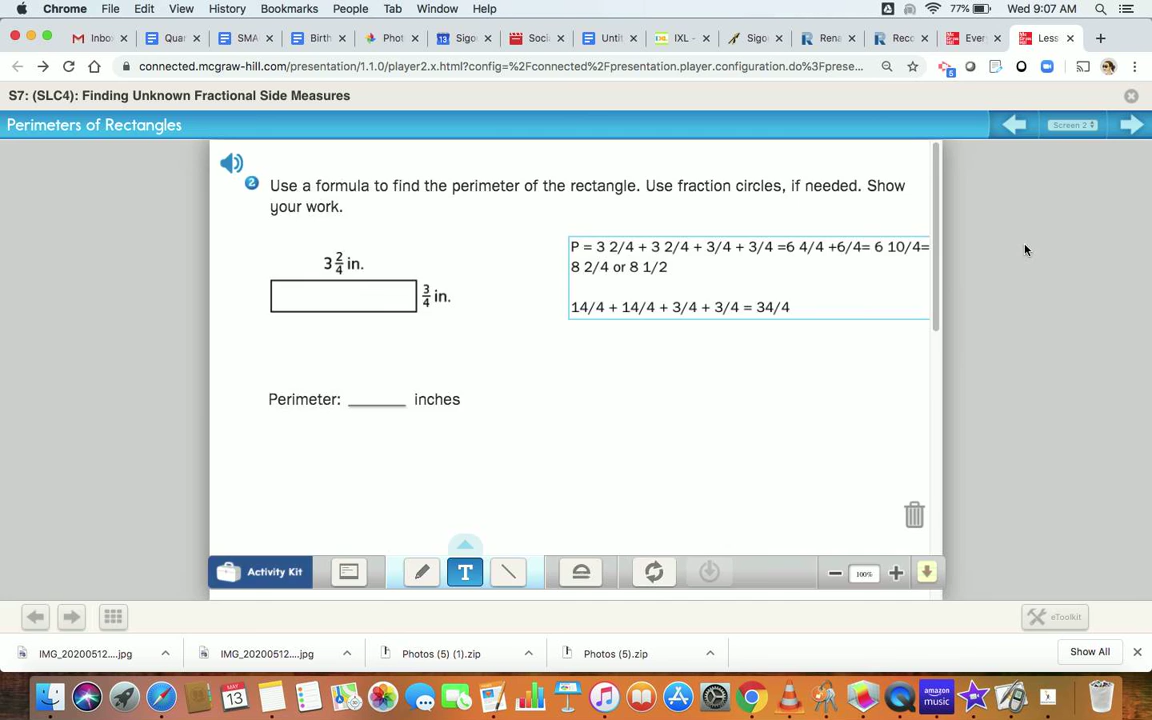 Chrome File Edit View History Bookmarks People Tab Window Help 77% Wed 9:07 AM
Inbo Quar SMA Birth Phot 13 Sigo Soci Unti IXL - Sigo Rena Reco Ever Less
connected.mcgraw-hill.com/presentation/1.1.0/player2.x.html?config=%2Fconnected%2Fpresentation.player.configuration.do%3Fprese...
S7: (SLC4): Finding Unknown Fractional Side Measures
Perimeters of Rectangles Screen 2
2 Use a formula to find the perimeter of the rectangle. Use fraction circles, if needed. Show
your work.
3 2/4 in.
3/4 in.
P = 3 2/4 + 3 2/4 + 3/4 + 3/4 =6 4/4 +6/4= 6 10/4=
8 2/4 or 8 1/2
14/4 + 14/4 + 3/4 + 3/4 = 34/4
Perimeter: ______ inches
Activity Kit T 100%
eToolkit
IMG_20200512....jpg IMG_20200512....jpg Photos (5) (1).zip Photos (5).zip Show All
MAY 13 amazon music